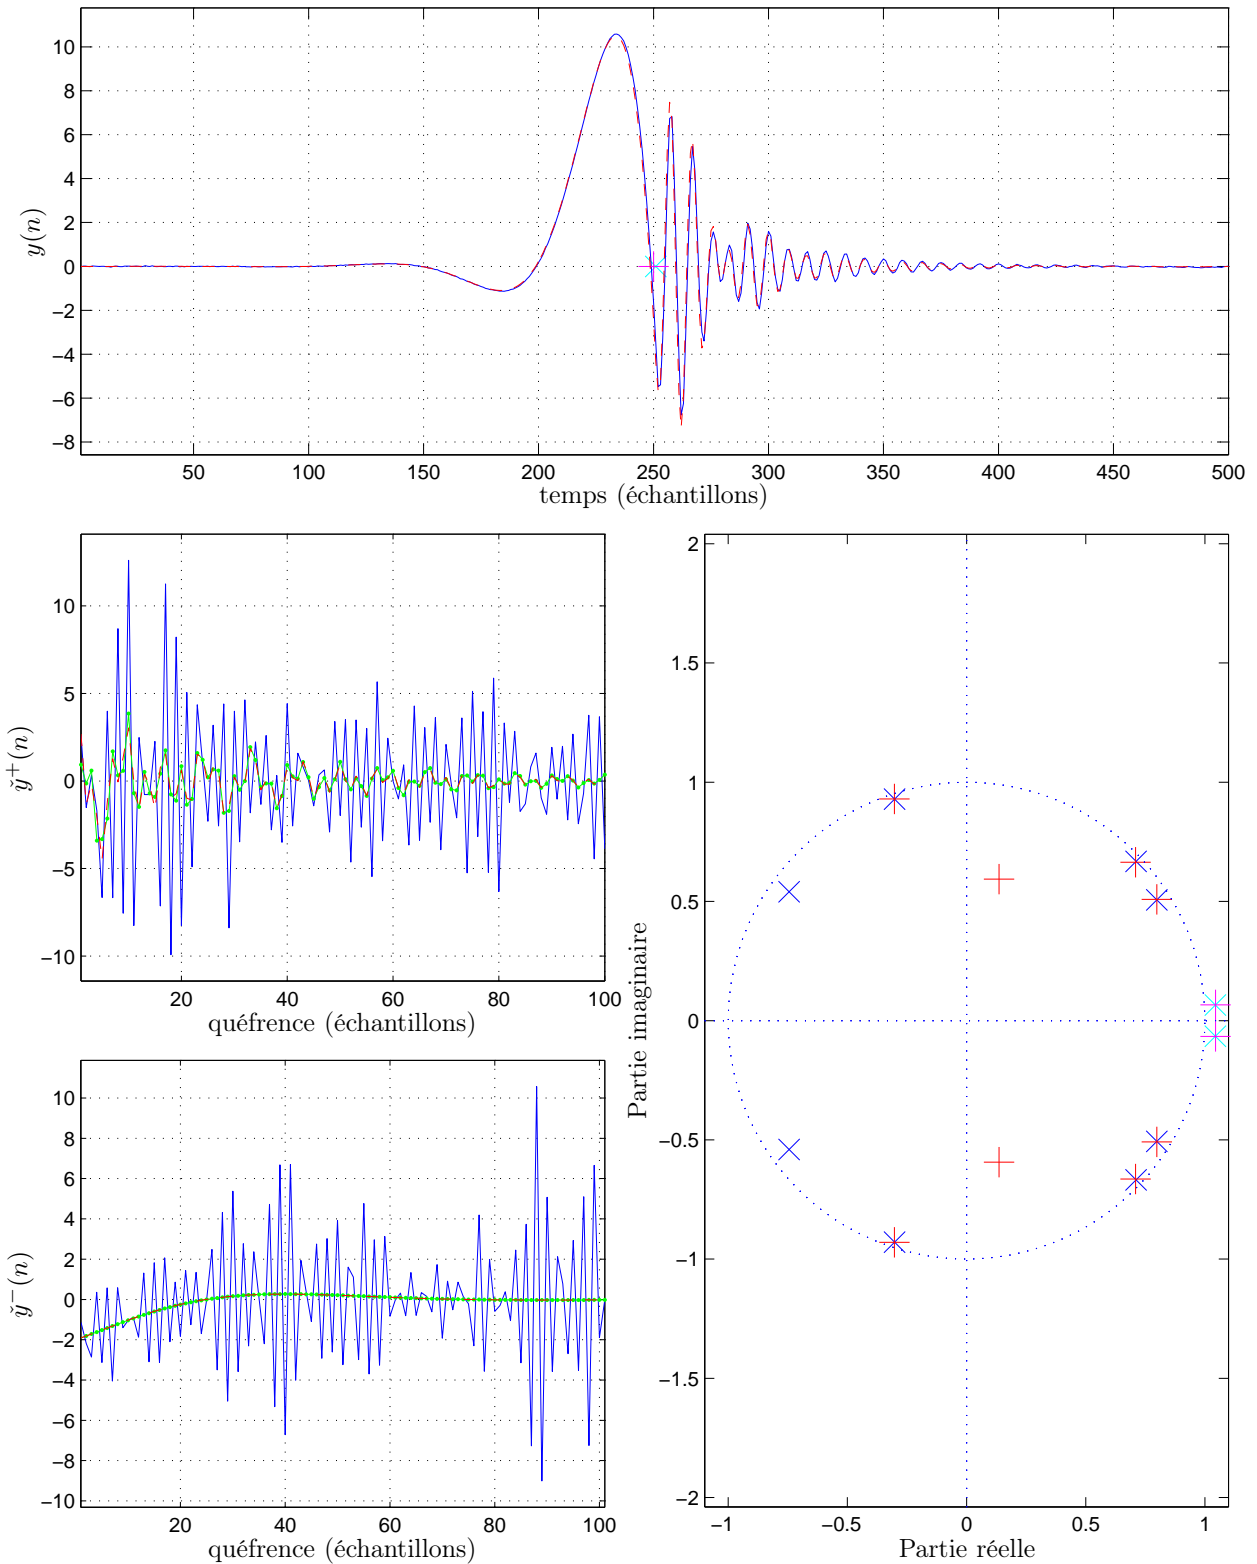 10
8
6
4
2
0
−2
−4
−6
−8
y(n)
50 100 150 200 250 300 350 400 450 500
temps (échantillons)
10
5
0
−5
−10
y̌⁺(n)
20 40 60 80 100
quéfrence (échantillons)
10
8
6
4
2
0
−2
−4
−6
−8
−10
y̌⁻(n)
20 40 60 80 100
quéfrence (échantillons)
2
1.5
1
0.5
0
−0.5
−1
−1.5
−2
Partie imaginaire
−1 −0.5 0 0.5 1
Partie réelle